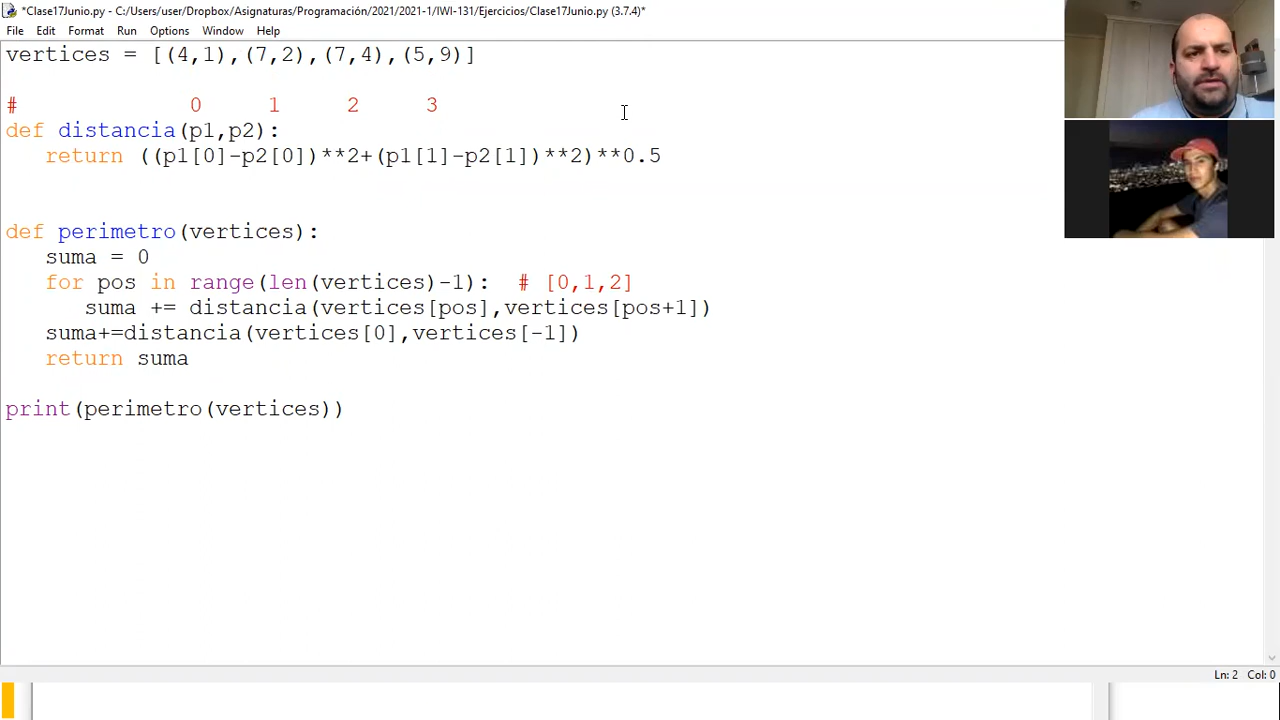 *Clase17Junio.py - C:/Users/user/Dropbox/Asignaturas/Programación/2021/2021-1/IWI-131/Ejercicios/Clase17Junio.py (3.7.4)*
File Edit Format Run Options Window Help
vertices = [(4,1),(7,2),(7,4),(5,9)]
# 0 1 2 3
def distancia(p1,p2):
return ((p1[0]-p2[0])**2+(p1[1]-p2[1])**2)**0.5
def perimetro(vertices):
suma = 0
for pos in range(len(vertices)-1): # [0,1,2]
suma += distancia(vertices[pos],vertices[pos+1])
suma+=distancia(vertices[0],vertices[-1])
return suma
print(perimetro(vertices))
Ln: 2 Col: 0